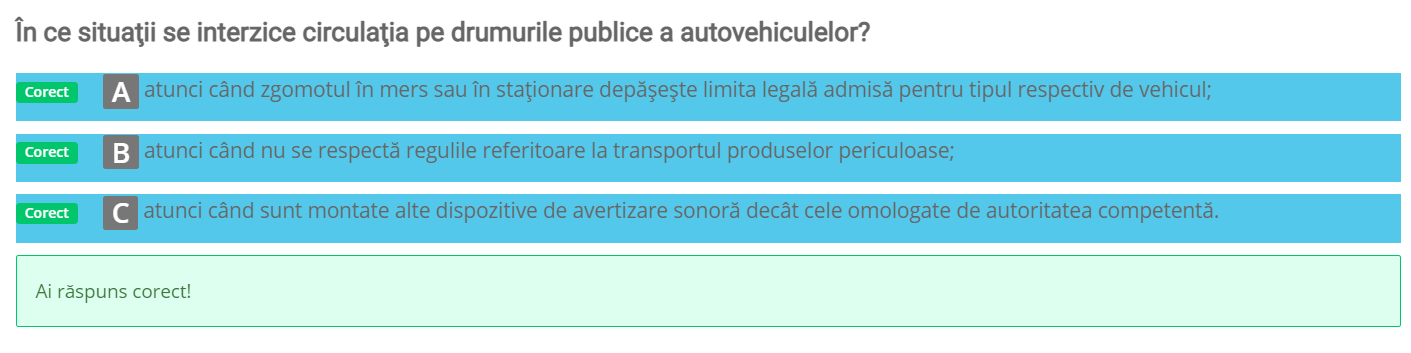 În ce situaţii se interzice circulaţia pe drumurile publice a autovehiculelor?
Corect A atunci când zgomotul în mers sau în staţionare depăşeşte limita legală admisă pentru tipul respectiv de vehicul;
Corect B atunci când nu se respectă regulile referitoare la transportul produselor periculoase;
Corect C atunci când sunt montate alte dispozitive de avertizare sonoră decât cele omologate de autoritatea competentă.
Ai răspuns corect!